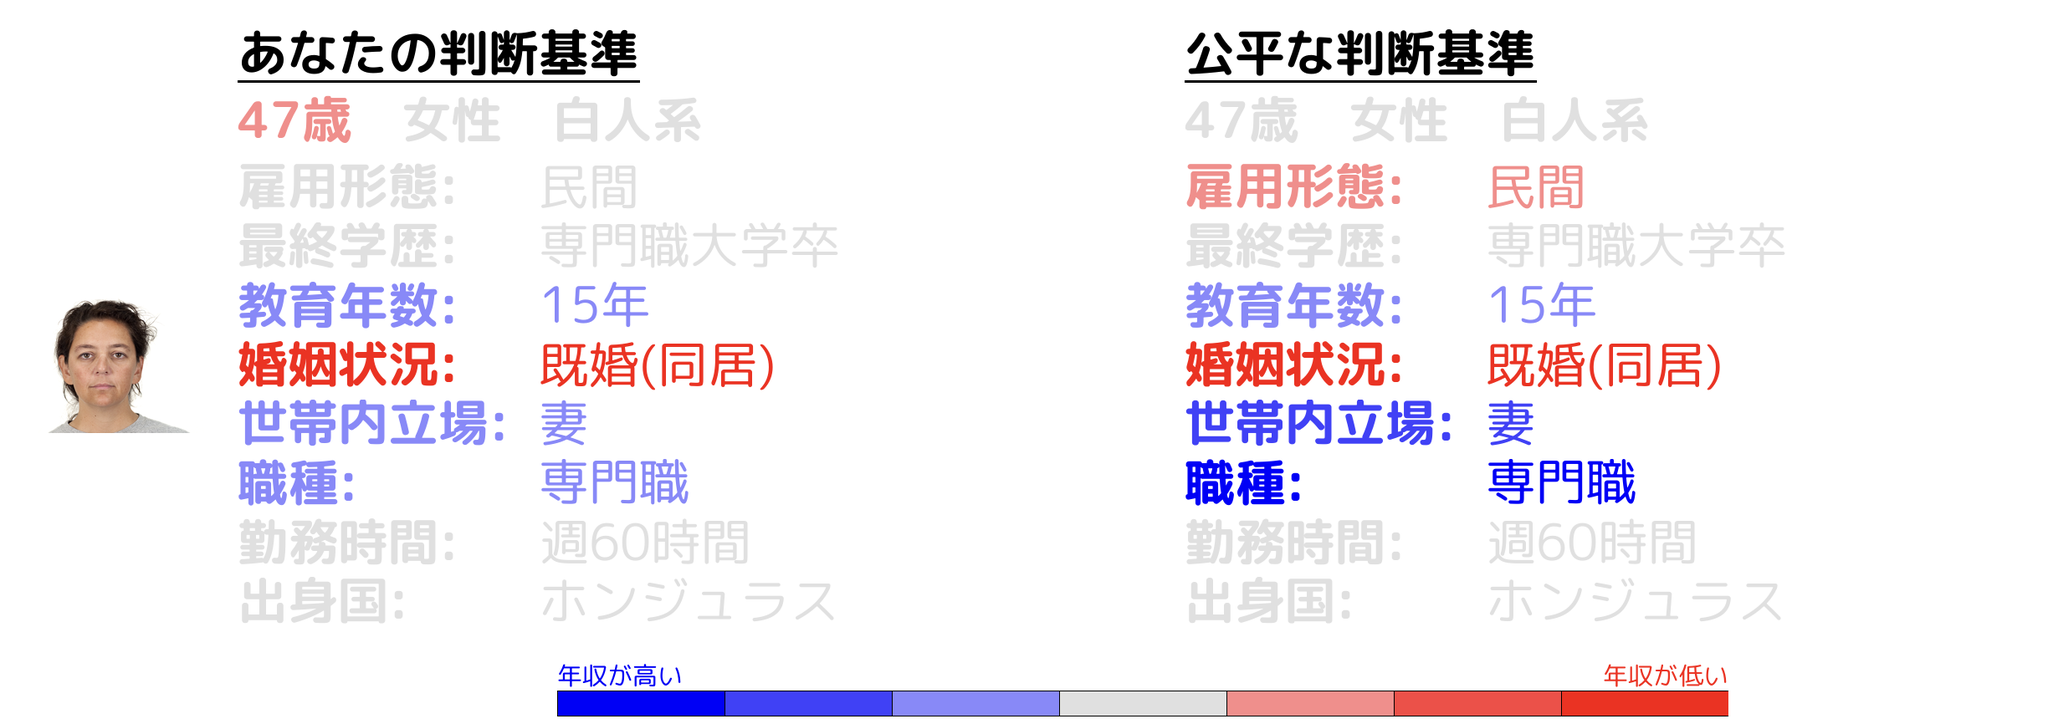 あなたの判断基準
47歳 女性 白人系
雇用形態: 民間
最終学歴: 専門職大学卒
教育年数: 15年
婚姻状況: 既婚(同居)
世帯内立場: 妻
職種: 専門職
勤務時間: 週60時間
出身国: ホンジュラス
公平な判断基準
47歳 女性 白人系
雇用形態: 民間
最終学歴: 専門職大学卒
教育年数: 15年
婚姻状況: 既婚(同居)
世帯内立場: 妻
職種: 専門職
勤務時間: 週60時間
出身国: ホンジュラス
年収が高い
年収が低い